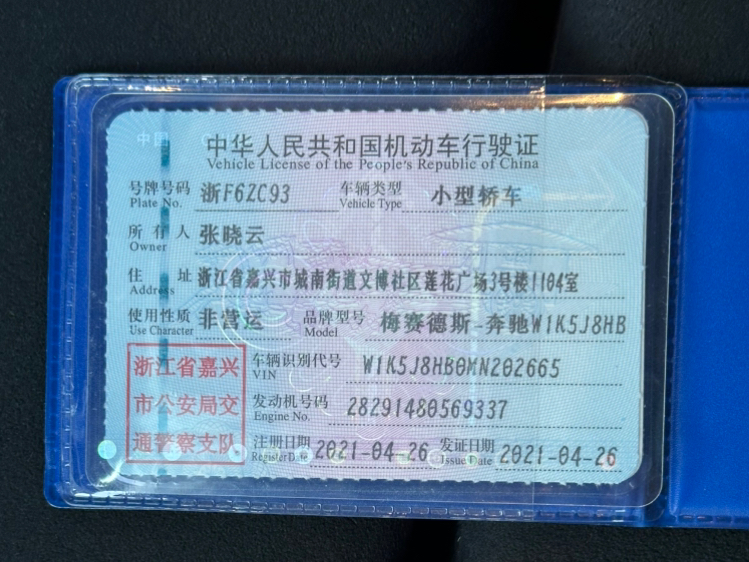 中国
中华人民共和国机动车行驶证
Vehicle License of the People's Republic of China
号牌号码 浙F6ZC93 车辆类型 小型轿车
Plate No. Vehicle Type
所有人 张晓云
Owner
住址 浙江省嘉兴市城南街道文博社区莲花广场3号楼1104室
Address
使用性质 非营运 品牌型号 梅赛德斯-奔驰W1K5J8HB
Use Character Model
浙江省嘉兴
市公安局交
通警察支队
车辆识别代号 W1K5J8HB0MN202665
VIN
发动机号码 28291480569337
Engine No.
注册日期 2021-04-26 发证日期 2021-04-26
Register Date Issue Date